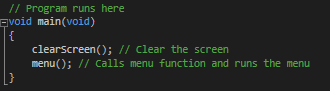 // Program runs here
void main(void)
{
clearScreen(); // Clear the screen
menu(); // Calls menu function and runs the menu
}